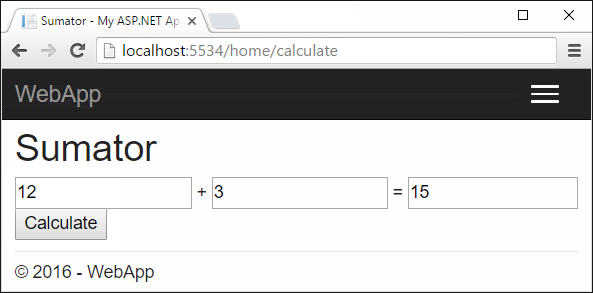 Sumator - My ASP.NET Ap
localhost:5534/home/calculate
WebApp
Sumator
12 + 3 = 15
Calculate
© 2016 - WebApp